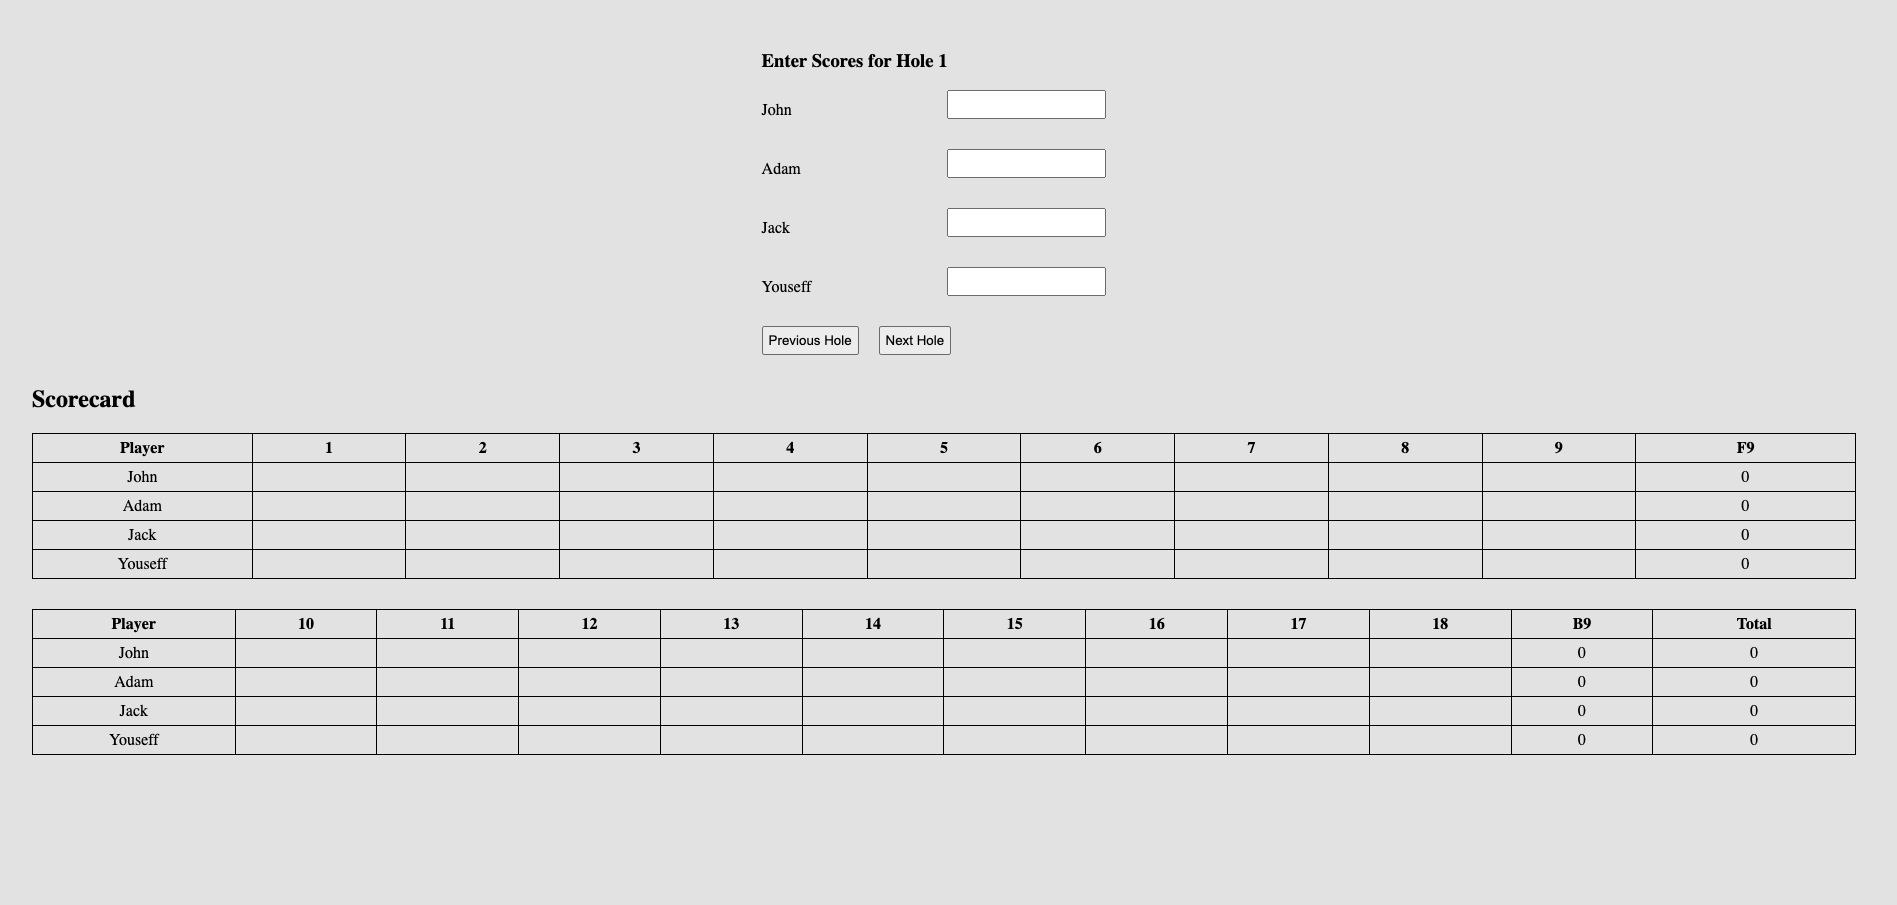 Enter Scores for Hole 1
John
Adam
Jack
Youseff
Previous Hole Next Hole
Scorecard
Player 1 2 3 4 5 6 7 8 9 F9
John 0
Adam 0
Jack 0
Youseff 0
Player 10 11 12 13 14 15 16 17 18 B9 Total
John 0 0
Adam 0 0
Jack 0 0
Youseff 0 0